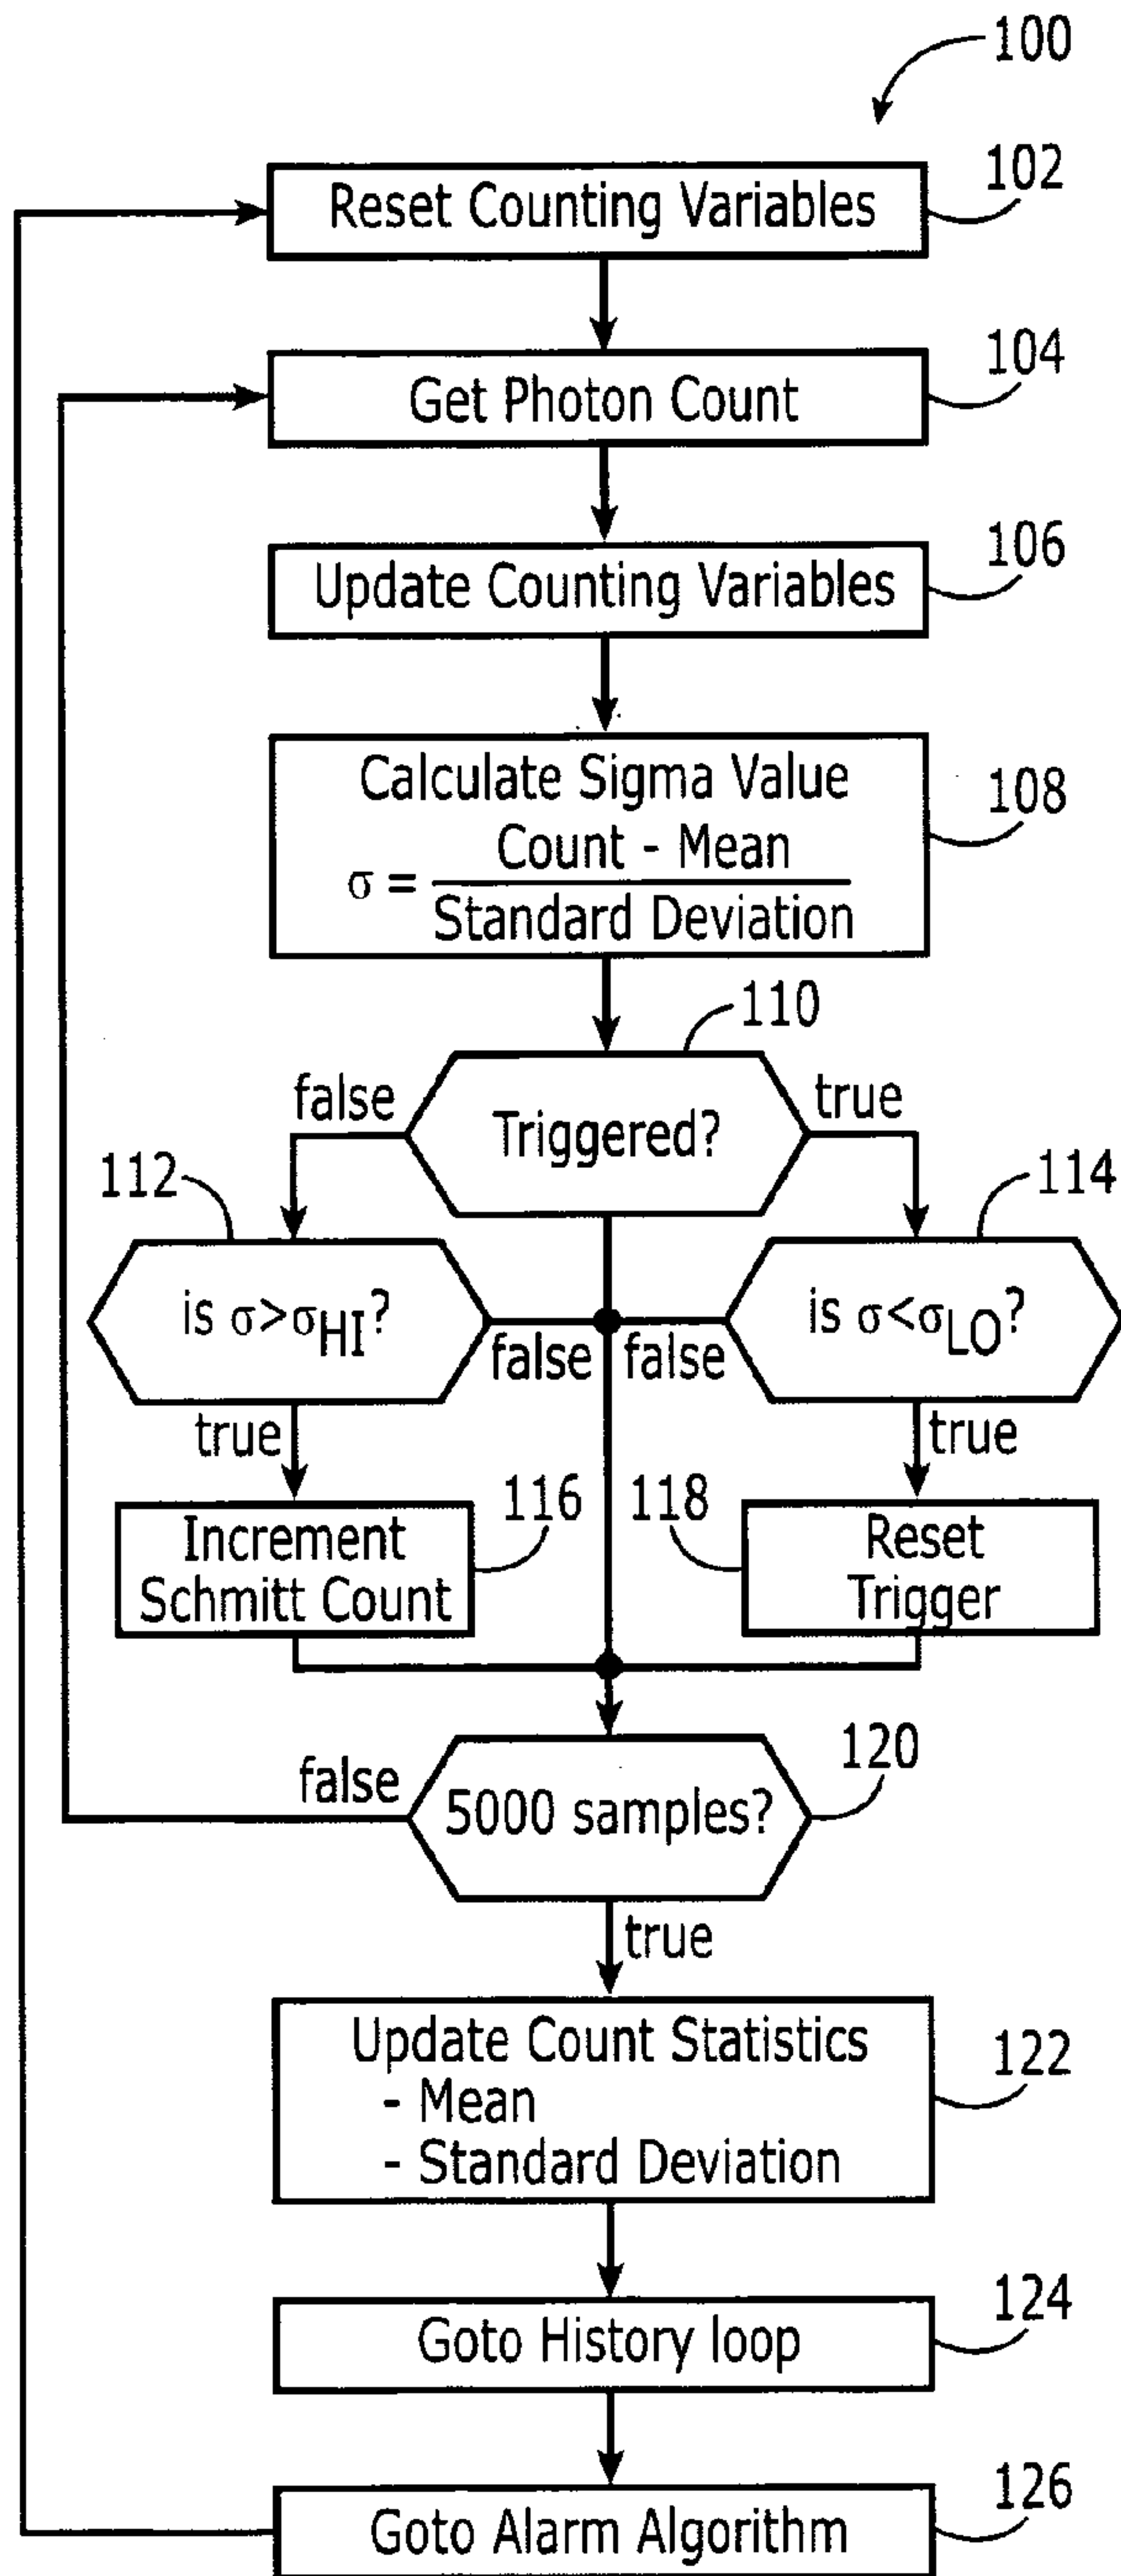 100
Reset Counting Variables
102
Get Photon Count
104
Update Counting Variables
106
Calculate Sigma Value
σ = Count - Mean
Standard Deviation
108
110
Triggered?
false
true
112
is σ>σHI?
false
true
114
is σ<σLO?
false
true
Increment
Schmitt Count
116
118
Reset
Trigger
5000 samples?
120
false
true
Update Count Statistics
- Mean
- Standard Deviation
122
Goto History loop
124
Goto Alarm Algorithm
126